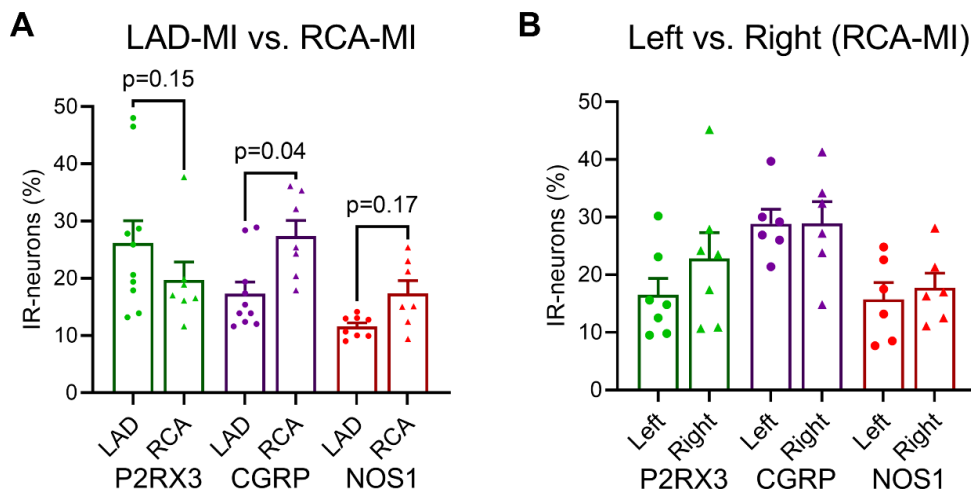 A
LAD-MI vs. RCA-MI
p=0.15
p=0.04
p=0.17
IR-neurons (%)
50
40
30
20
10
0
LAD RCA LAD RCA LAD RCA
P2RX3 CGRP NOS1
B
Left vs. Right (RCA-MI)
IR-neurons (%)
50
40
30
20
10
0
Left Right Left Right Left Right
P2RX3 CGRP NOS1